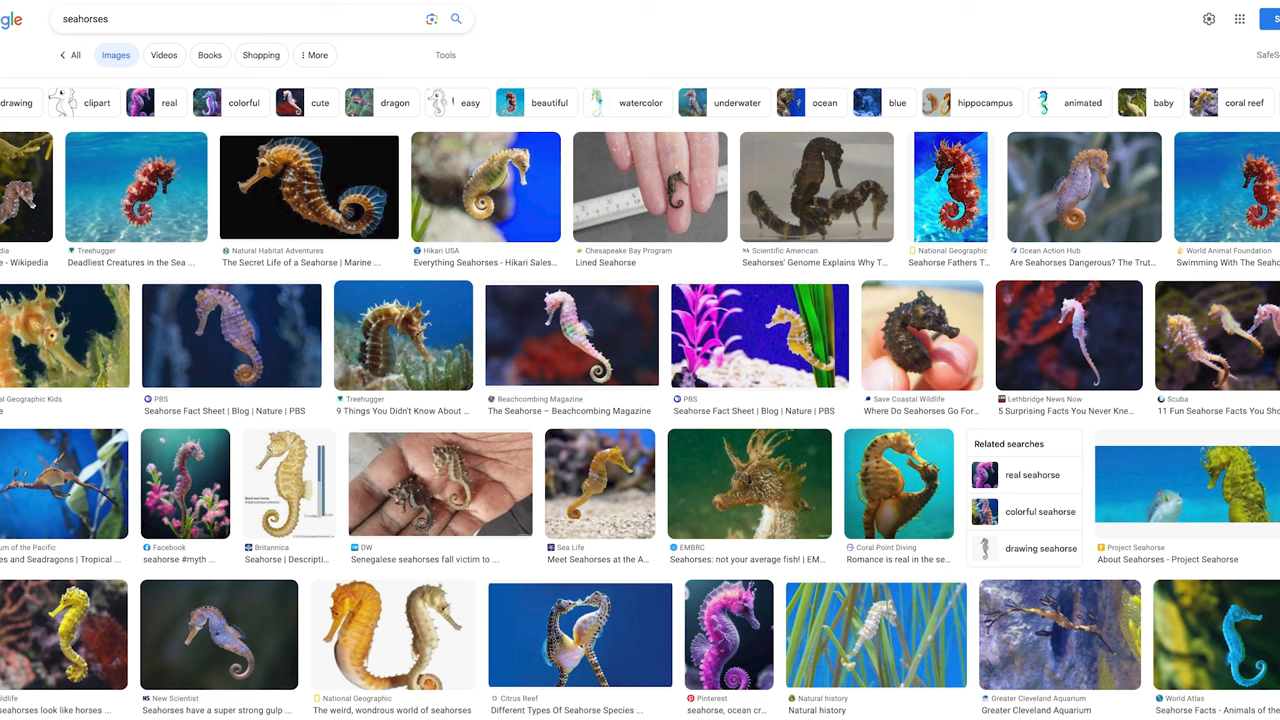 gle
seahorses
S
All
Images
Videos
Books
Shopping
More
Tools
SafeS
drawing
clipart
real
colorful
cute
dragon
easy
beautiful
watercolor
underwater
ocean
blue
hippocampus
animated
baby
coral reef
dia
Treehugger
Natural Habitat Adventures
Hikari USA
Chesapeake Bay Program
Scientific American
National Geographic
Ocean Action Hub
World Animal Foundation
e - Wikipedia
Deadliest Creatures in the Sea ...
The Secret Life of a Seahorse | Marine ...
Everything Seahorses - Hikari Sales...
Lined Seahorse
Seahorses' Genome Explains Why T...
Seahorse Fathers T...
Are Seahorses Dangerous? The Trut...
Swimming With The Seaho
al Geographic Kids
PBS
Treehugger
Beachcombing Magazine
PBS
Save Coastal Wildlife
Lethbridge News Now
Scuba
e
Seahorse Fact Sheet | Blog | Nature | PBS
9 Things You Didn't Know About ...
The Seahorse – Beachcombing Magazine
Seahorse Fact Sheet | Blog | Nature | PBS
Where Do Seahorses Go For...
5 Surprising Facts You Never Kne...
11 Fun Seahorse Facts You Sho
Related searches
real seahorse
colorful seahorse
drawing seahorse
um of the Pacific
Facebook
Britannica
DW
Sea Life
EMBRC
Coral Point Diving
Project Seahorse
es and Seadragons | Tropical ...
seahorse #myth ...
Seahorse | Descripti...
Senegalese seahorses fall victim to ...
Meet Seahorses at the A...
Seahorses: not your average fish! | EM...
Romance is real in the se...
About Seahorses - Project Seahorse
ildlife
New Scientist
National Geographic
Citrus Reef
Pinterest
Natural history
Greater Cleveland Aquarium
World Atlas
seahorses look like horses ...
Seahorses have a super strong gulp ...
The weird, wondrous world of seahorses
Different Types Of Seahorse Species ...
seahorse, ocean cr...
Natural history
Greater Cleveland Aquarium
Seahorse Facts - Animals of the